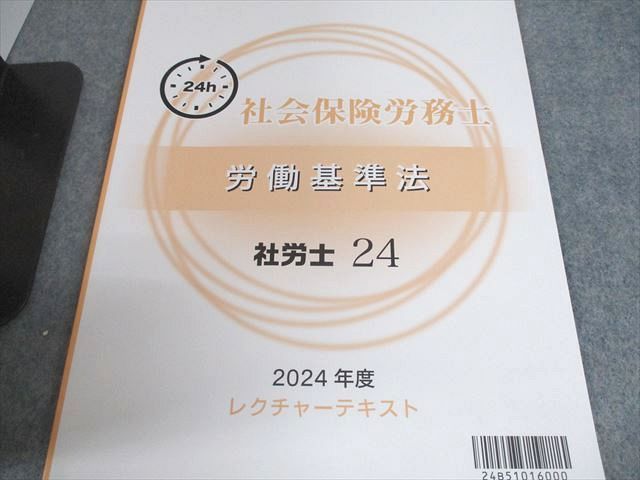 24h
社会保険労務士
労働基準法
社労士 24
2024 年度
レクチャーテキスト
24B51016000